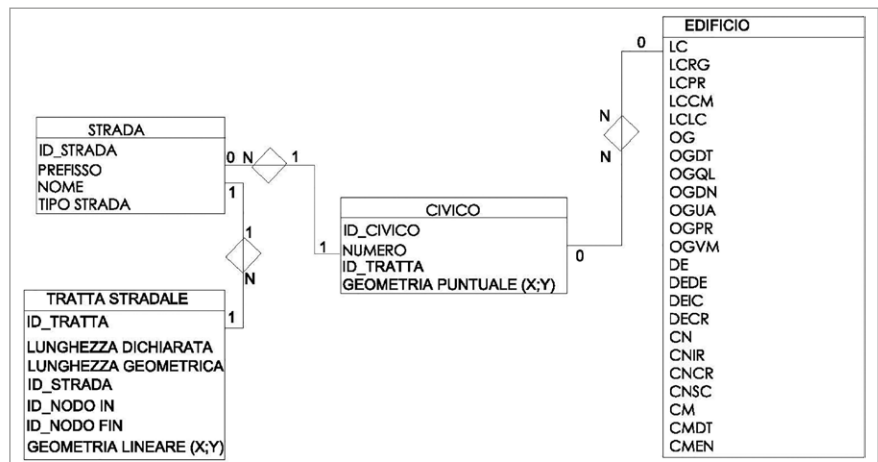 EDIFICIO
LC
LCRG
LCPR
LCCM
LCLC
OG
OGDT
OGQL
OGDN
OGUA
OGPR
OGVM
DE
DEDE
DEIC
DECR
CN
CNIR
CNCR
CNSC
CM
CMDT
CMEN
0
N
N
0
STRADA
ID_STRADA
PREFISSO
NOME
TIPO STRADA
0 N 1
1
1
N
1
CIVICO
ID_CIVICO
NUMERO
ID_TRATTA
GEOMETRIA PUNTUALE (X;Y)
1
TRATTA STRADALE
ID_TRATTA
LUNGHEZZA DICHIARATA
LUNGHEZZA GEOMETRICA
ID_STRADA
ID_NODO IN
ID_NODO FIN
GEOMETRIA LINEARE (X;Y)